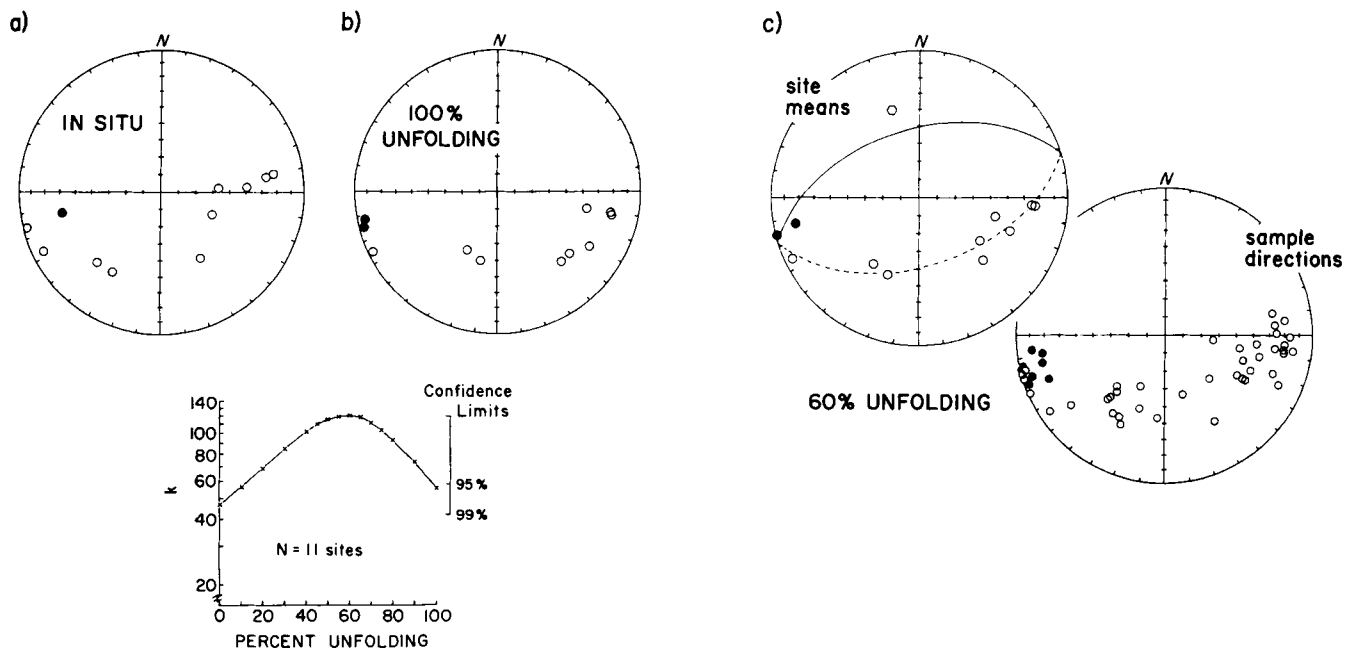 a)
N
IN SITU
b)
N
100%
UNFOLDING
c)
N
site
means
N
sample
directions
60% UNFOLDING
140
100
80
60
40
20
k
Confidence
Limits
95%
99%
N = 11 sites
0 20 40 60 80 100
PERCENT UNFOLDING